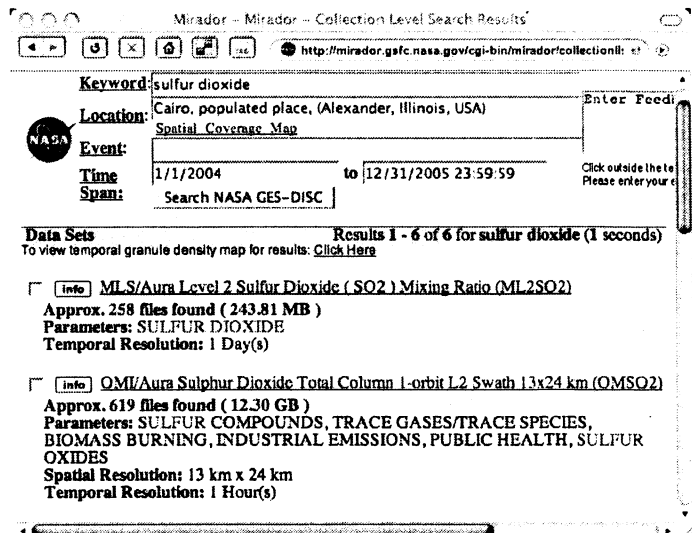 Mirador – Mirador – Collection Level Search Results
http://mirador.gsfc.nasa.gov/cgi-bin/mirador/collectionli
Keyword: sulfur dioxide
Enter Feedi
Location: Cairo, populated place, (Alexander, Illinois, USA)
Spatial Coverage Map
NASA
Event:
Time Span: 1/1/2004 to 12/31/2005 23:59:59
Click outside the te
Please enter your e
Search NASA GES-DISC
Data Sets Results 1 - 6 of 6 for sulfur dioxide (1 seconds)
To view temporal granule density map for results: Click Here
info MLS/Aura Level 2 Sulfur Dioxide ( SO2 ) Mixing Ratio (ML2SO2)
Approx. 258 files found ( 243.81 MB )
Parameters: SULFUR DIOXIDE
Temporal Resolution: 1 Day(s)
info OMI/Aura Sulphur Dioxide Total Column 1-orbit L2 Swath 13x24 km (OMSO2)
Approx. 619 files found ( 12.30 GB )
Parameters: SULFUR COMPOUNDS, TRACE GASES/TRACE SPECIES,
BIOMASS BURNING, INDUSTRIAL EMISSIONS, PUBLIC HEALTH, SULFUR
OXIDES
Spatial Resolution: 13 km x 24 km
Temporal Resolution: 1 Hour(s)